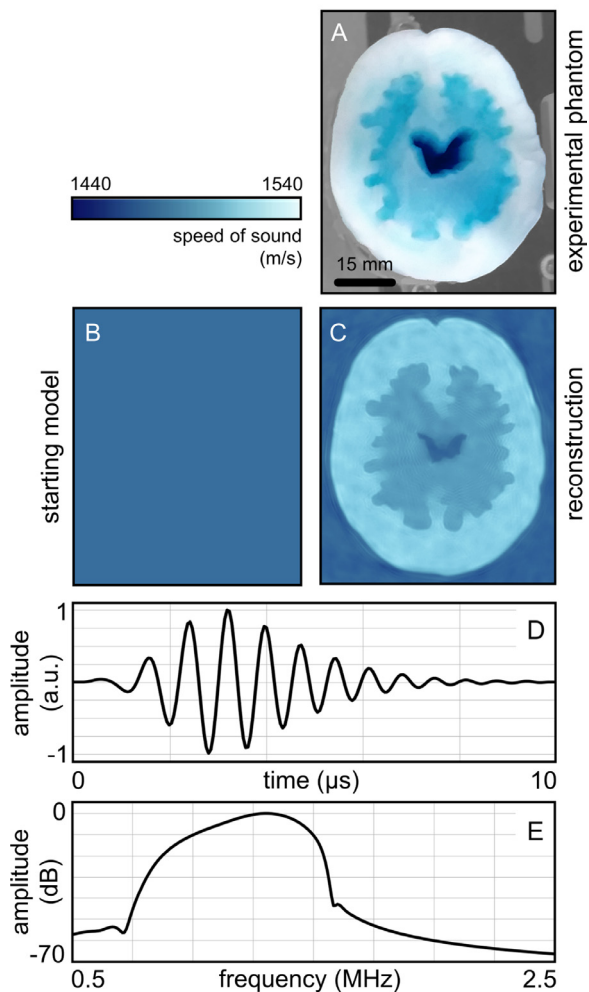 A
experimental phantom
1440 1540
speed of sound
(m/s)
15 mm
B
starting model
C
reconstruction
D
1
amplitude
(a.u.)
-1
0 time (μs) 10
E
0
amplitude
(dB)
-70
0.5 frequency (MHz) 2.5